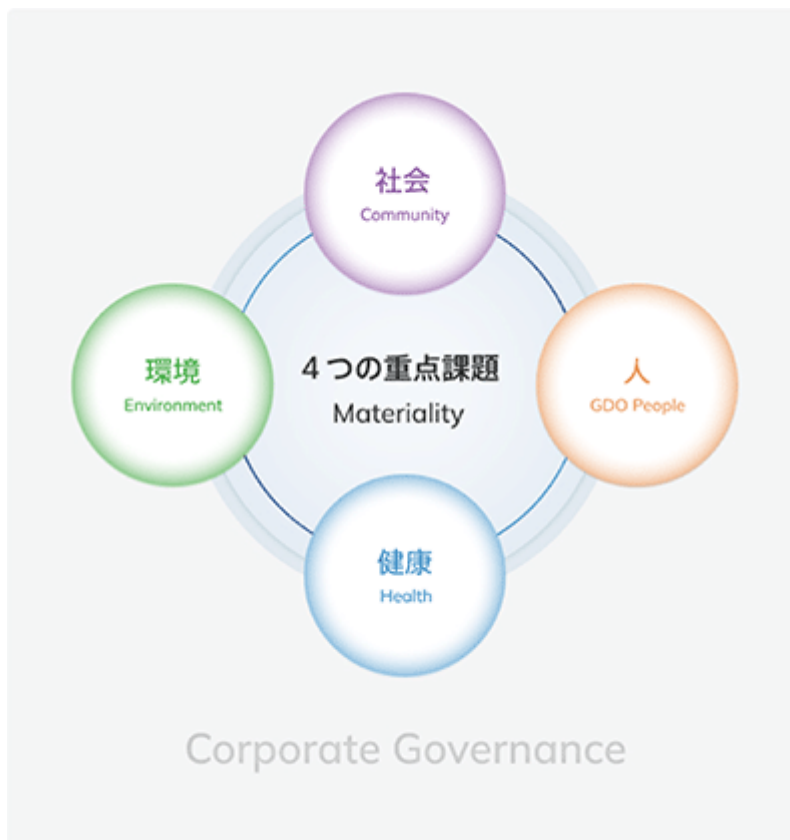 社会
Community
環境
Environment
4つの重点課題
Materiality
人
GDO People
健康
Health
Corporate Governance